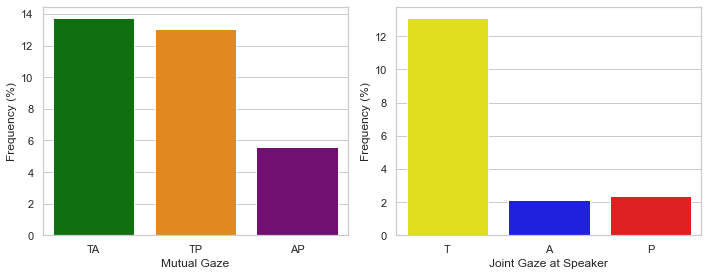 14
12
10
8
6
4
2
0
Frequency (%)
TA TP AP
Mutual Gaze
12
10
8
6
4
2
0
Frequency (%)
T A P
Joint Gaze at Speaker